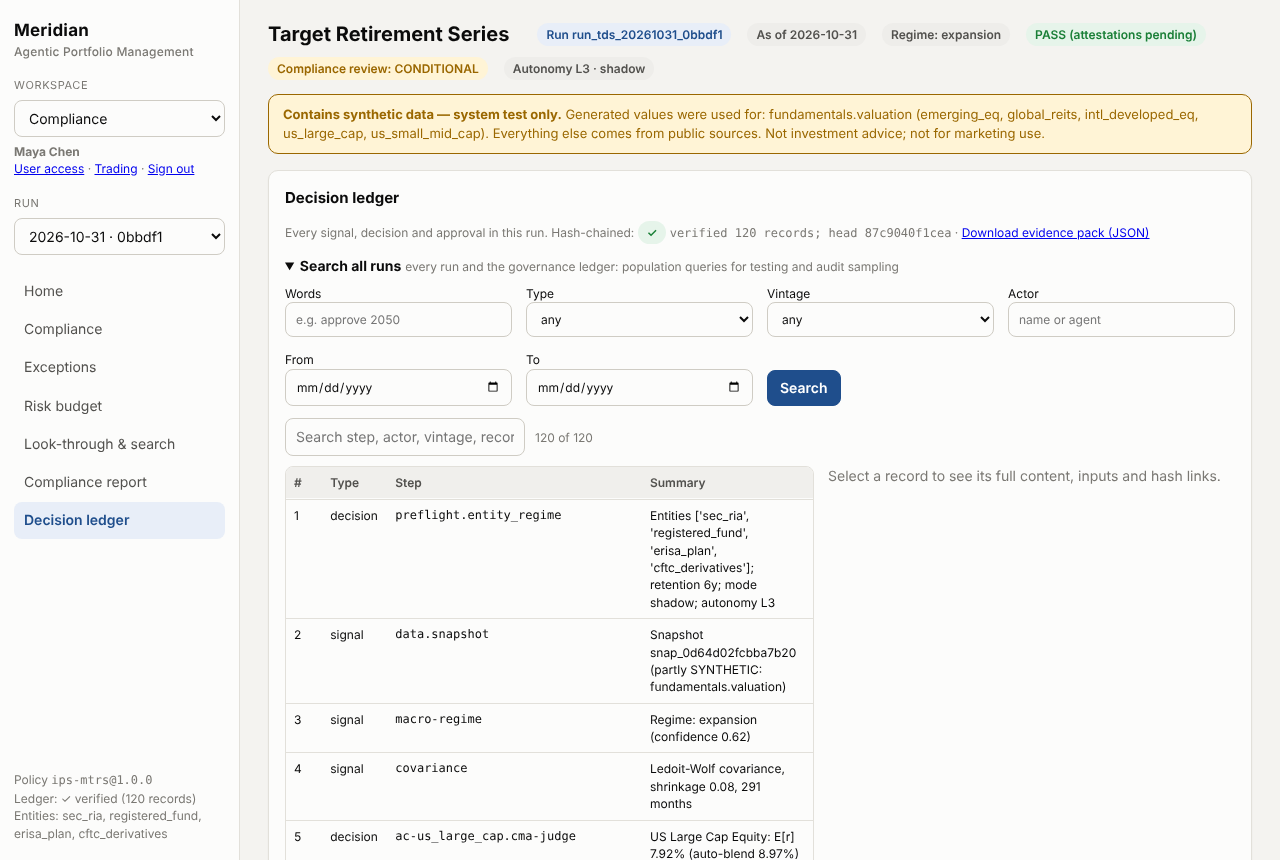 Meridian
Agentic Portfolio Management
WORKSPACE
Compliance
Maya Chen
User access · Trading · Sign out
RUN
2026-10-31 · 0bbdf1
Home
Compliance
Exceptions
Risk budget
Look-through & search
Compliance report
Decision ledger
Policy ips-mtrs@1.0.0
Ledger: ✓ verified (120 records)
Entities: sec_ria, registered_fund,
erisa_plan, cftc_derivatives
Target Retirement Series
Run run_tds_20261031_0bbdf1
As of 2026-10-31
Regime: expansion
PASS (attestations pending)
Compliance review: CONDITIONAL
Autonomy L3 · shadow
Contains synthetic data — system test only. Generated values were used for: fundamentals.valuation (emerging_eq, global_reits, intl_developed_eq,
us_large_cap, us_small_mid_cap). Everything else comes from public sources. Not investment advice; not for marketing use.
Decision ledger
Every signal, decision and approval in this run. Hash-chained: ✓ verified 120 records; head 87c9040f1cea · Download evidence pack (JSON)
▼ Search all runs every run and the governance ledger: population queries for testing and audit sampling
Words Type Vintage Actor
e.g. approve 2050 any any name or agent
From To
mm/dd/yyyy mm/dd/yyyy Search
Search step, actor, vintage, recor 120 of 120
# Type Step Summary
Select a record to see its full content, inputs and hash links.
1 decision preflight.entity_regime Entities ['sec_ria',
'registered_fund',
'erisa_plan',
'cftc_derivatives'];
retention 6y; mode
shadow; autonomy L3
2 signal data.snapshot Snapshot
snap_0d64d02fcbba7b20
(partly SYNTHETIC:
fundamentals.valuation)
3 signal macro-regime Regime: expansion
(confidence 0.62)
4 signal covariance Ledoit-Wolf covariance,
shrinkage 0.08, 291
months
5 decision ac-us_large_cap.cma-judge US Large Cap Equity: E[r]
7.92% (auto-blend 8.97%)